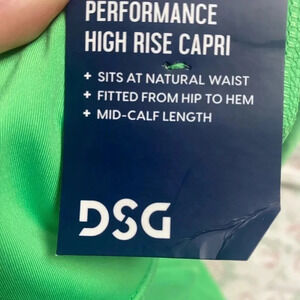 PERFORMANCE
HIGH RISE CAPRI
+ SITS AT NATURAL WAIST
+ FITTED FROM HIP TO HEM
+ MID-CALF LENGTH
DSG